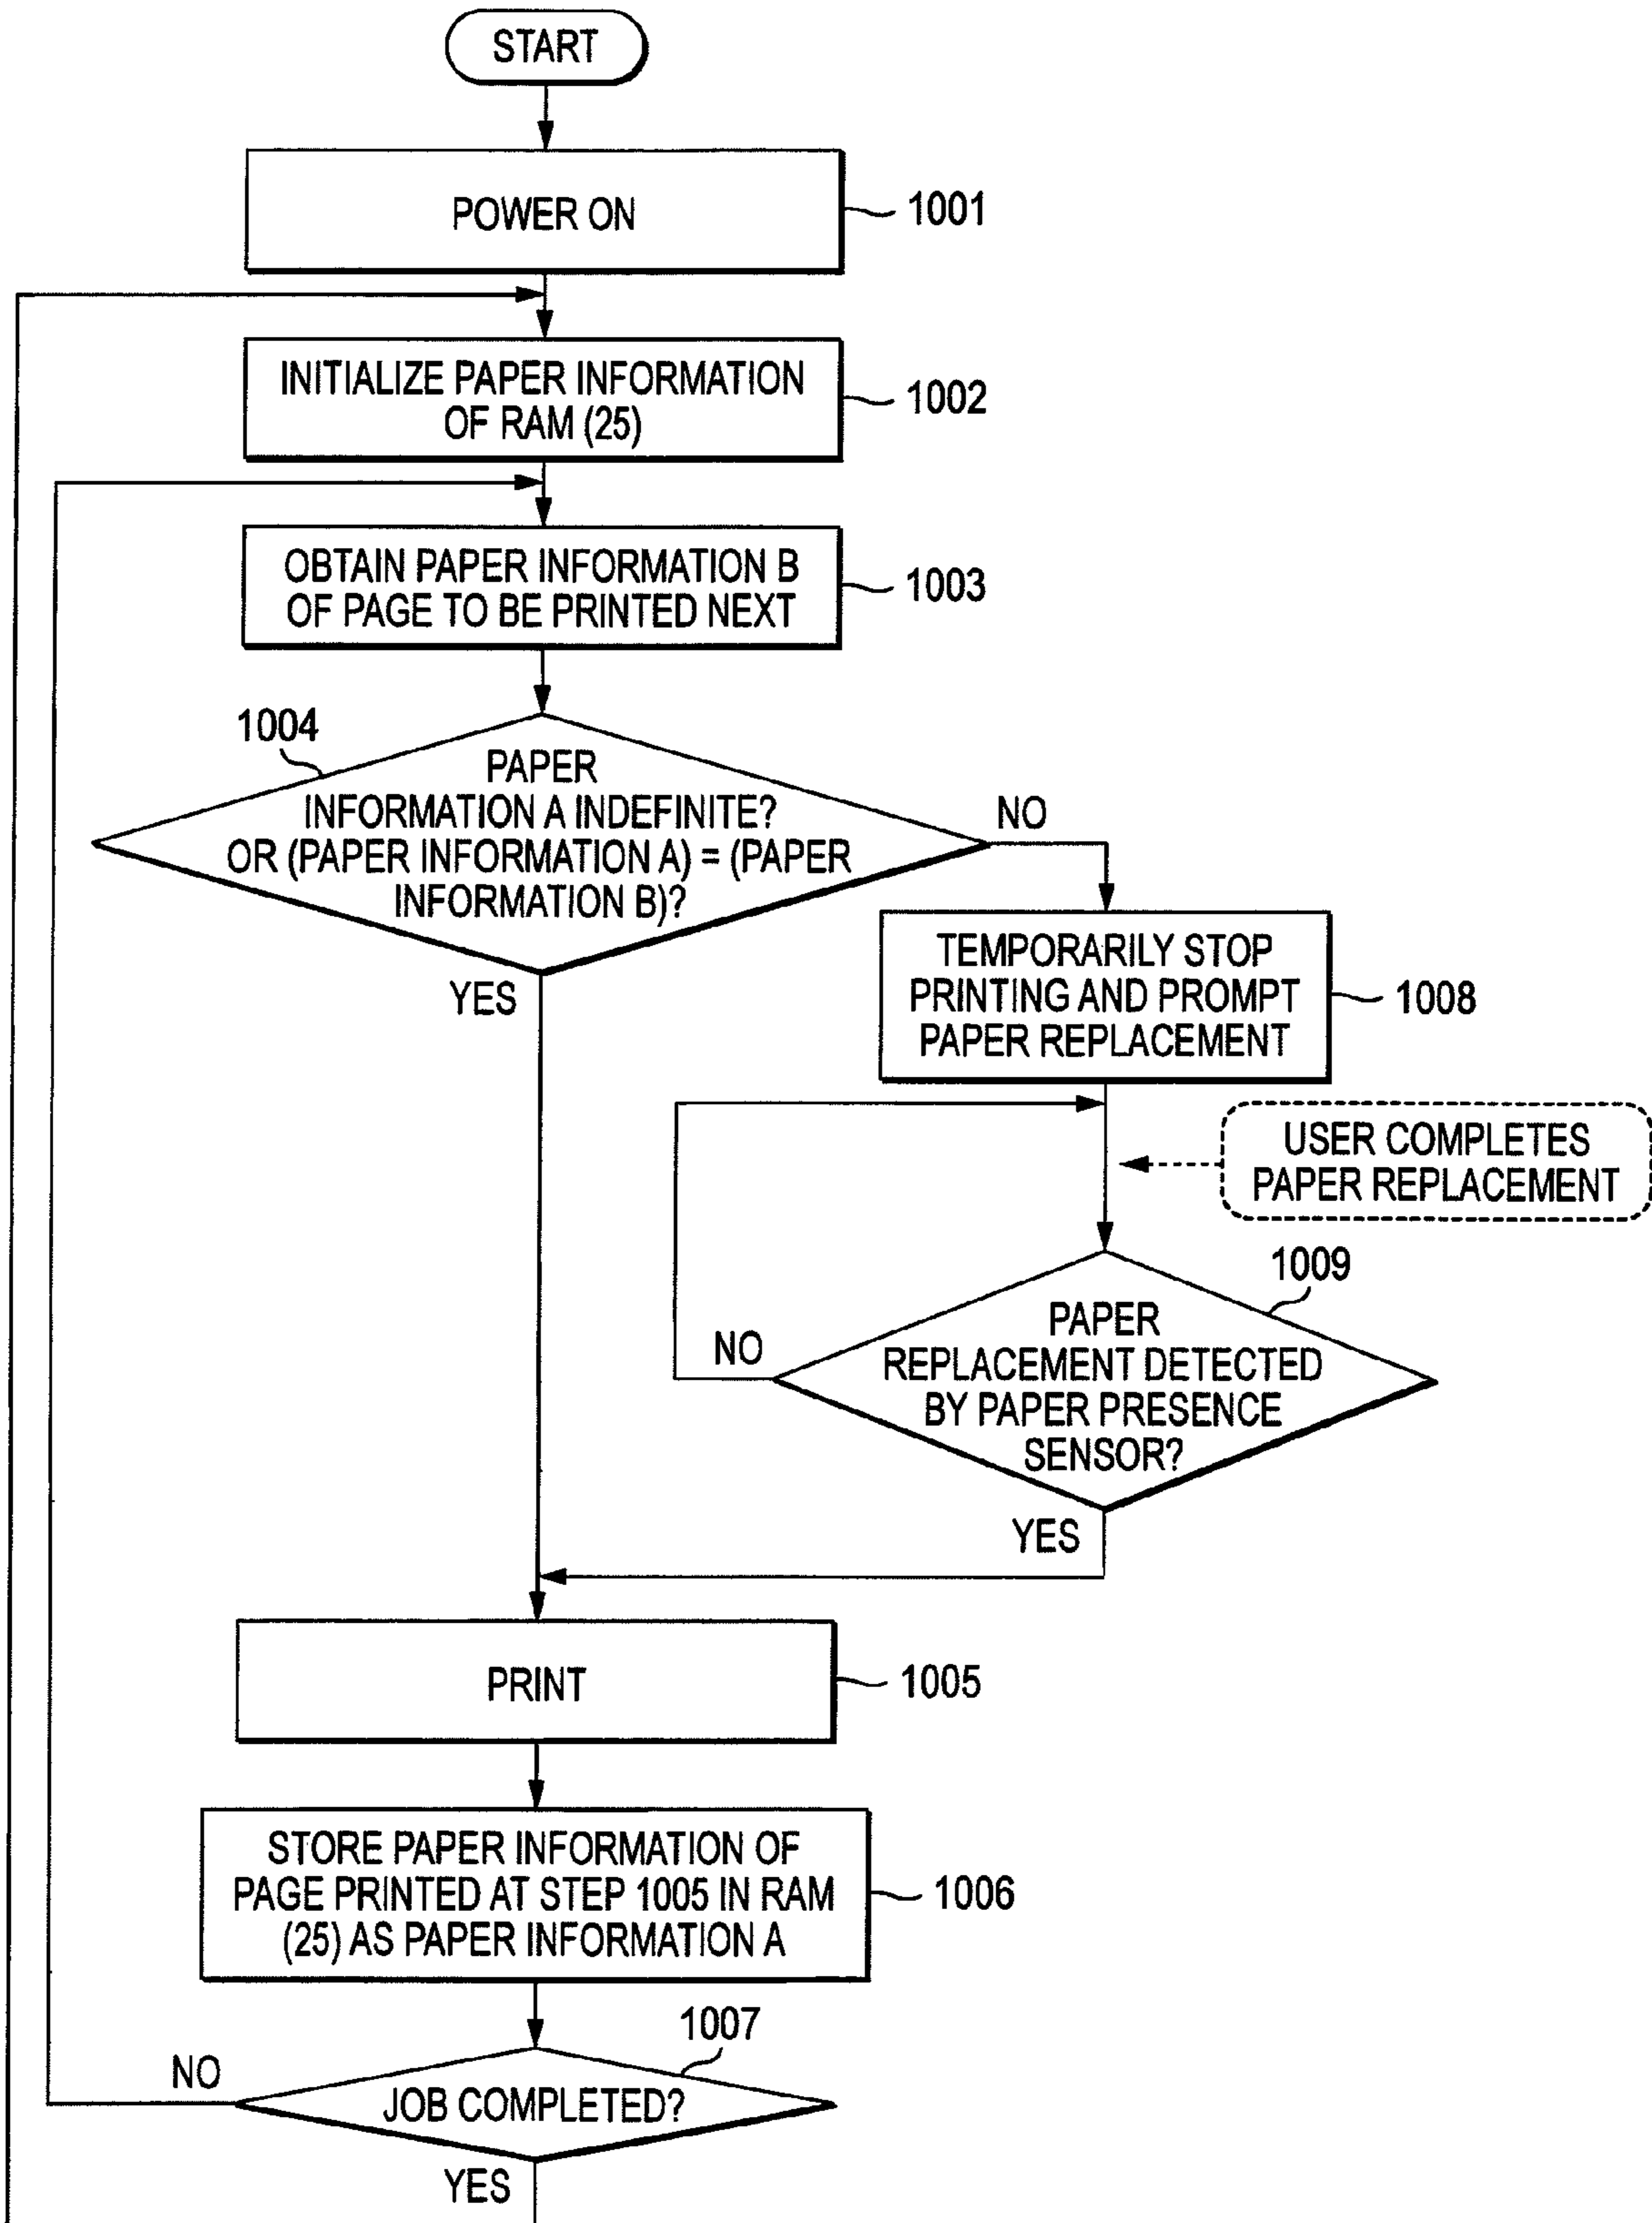 START
POWER ON
1001
INITIALIZE PAPER INFORMATION
OF RAM (25)
1002
OBTAIN PAPER INFORMATION B
OF PAGE TO BE PRINTED NEXT
1003
1004
PAPER
INFORMATION A INDEFINITE?
OR (PAPER INFORMATION A) = (PAPER
INFORMATION B)?
NO
YES
TEMPORARILY STOP
PRINTING AND PROMPT
PAPER REPLACEMENT
1008
USER COMPLETES
PAPER REPLACEMENT
1009
PAPER
REPLACEMENT DETECTED
BY PAPER PRESENCE
SENSOR?
NO
YES
PRINT
1005
STORE PAPER INFORMATION OF
PAGE PRINTED AT STEP 1005 IN RAM
(25) AS PAPER INFORMATION A
1006
1007
JOB COMPLETED?
NO
YES